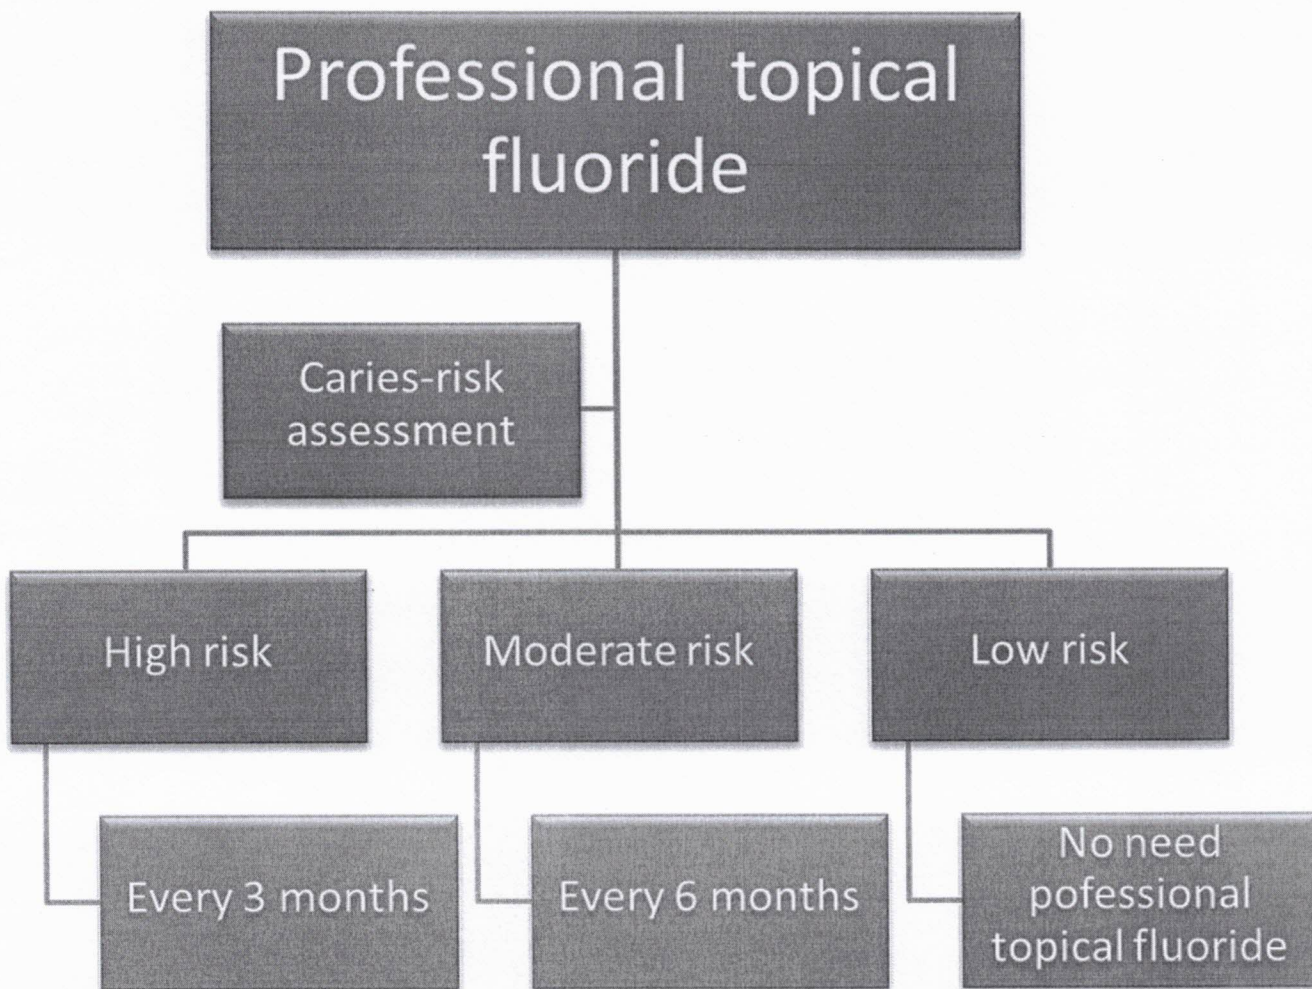 Professional topical
fluoride
Caries-risk
assessment
High risk
Moderate risk
Low risk
Every 3 months
Every 6 months
No need
pofessional
topical fluoride